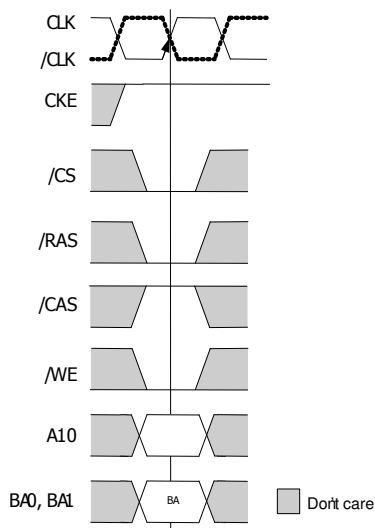 CLK
/CLK
CKE
/CS
/RAS
/CAS
/WE
A10
BA0, BA1
BA
Don't care